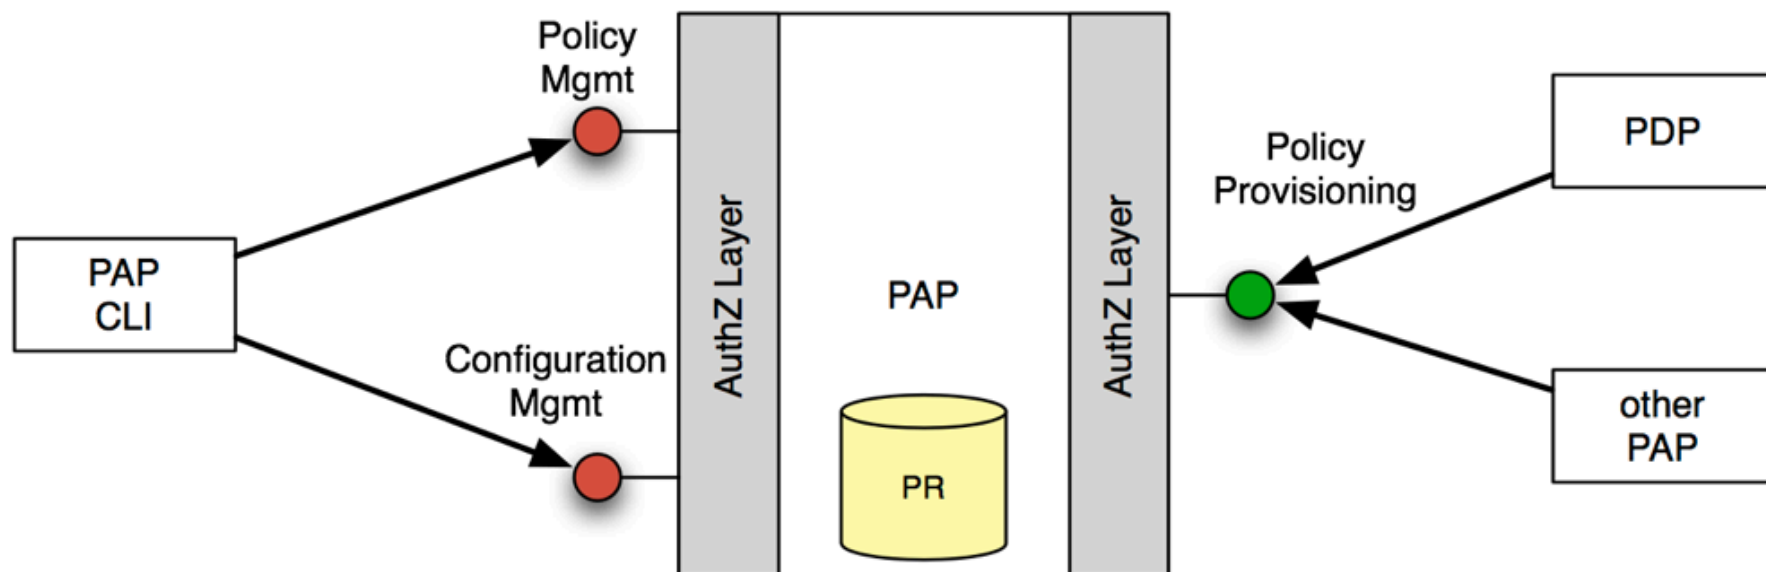 Policy
Mgmt
PAP
CLI
Configuration
Mgmt
AuthZ Layer
PAP
PR
AuthZ Layer
Policy
Provisioning
PDP
other
PAP